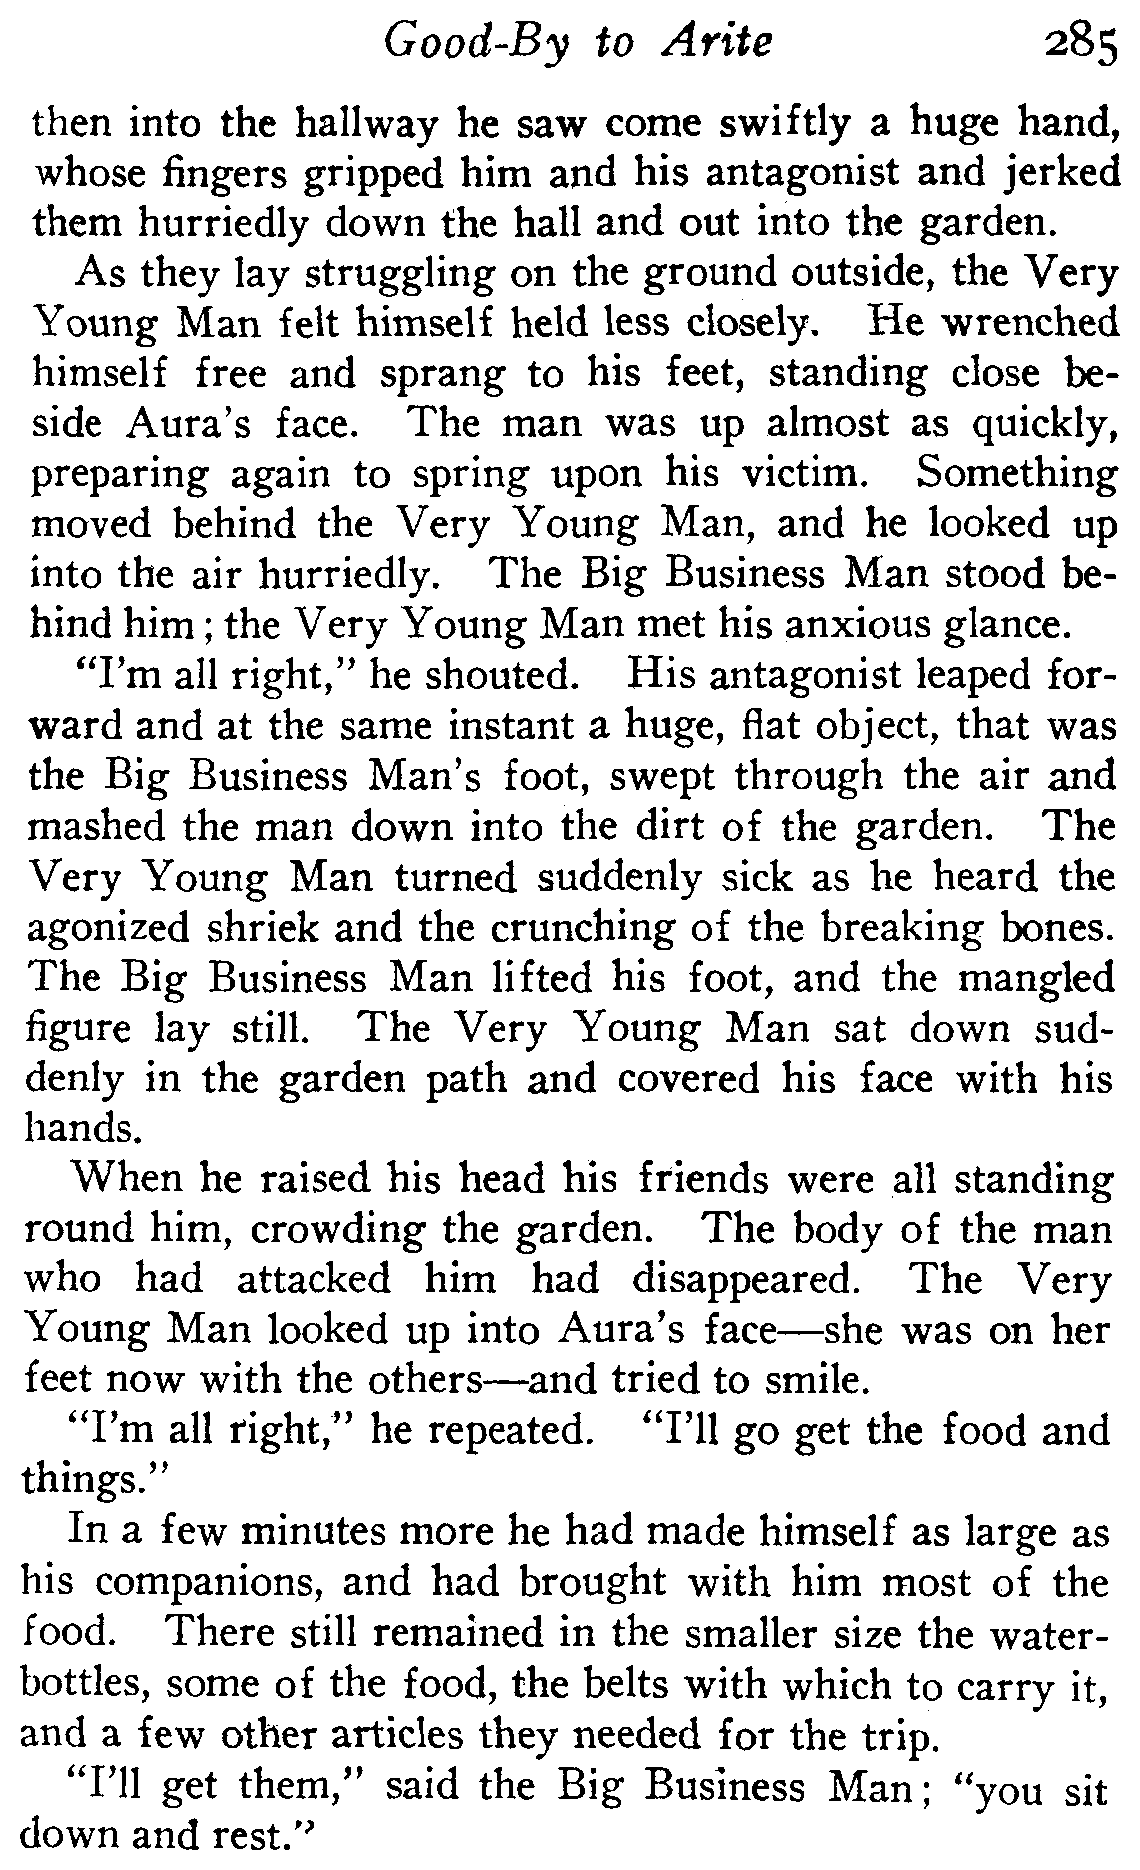 Good-By to Arite 285
then into the hallway he saw come swiftly a huge hand,
whose fingers gripped him and his antagonist and jerked
them hurriedly down the hall and out into the garden.
As they lay struggling on the ground outside, the Very
Young Man felt himself held less closely. He wrenched
himself free and sprang to his feet, standing close be-
side Aura's face. The man was up almost as quickly,
preparing again to spring upon his victim. Something
moved behind the Very Young Man, and he looked up
into the air hurriedly. The Big Business Man stood be-
hind him; the Very Young Man met his anxious glance.
"I'm all right," he shouted. His antagonist leaped for-
ward and at the same instant a huge, flat object, that was
the Big Business Man's foot, swept through the air and
mashed the man down into the dirt of the garden. The
Very Young Man turned suddenly sick as he heard the
agonized shriek and the crunching of the breaking bones.
The Big Business Man lifted his foot, and the mangled
figure lay still. The Very Young Man sat down sud-
denly in the garden path and covered his face with his
hands.
When he raised his head his friends were all standing
round him, crowding the garden. The body of the man
who had attacked him had disappeared. The Very
Young Man looked up into Aura's face—she was on her
feet now with the others—and tried to smile.
"I'm all right," he repeated. "I'll go get the food and
things."
In a few minutes more he had made himself as large as
his companions, and had brought with him most of the
food. There still remained in the smaller size the water-
bottles, some of the food, the belts with which to carry it,
and a few other articles they needed for the trip.
"I'll get them," said the Big Business Man; "you sit
down and rest."